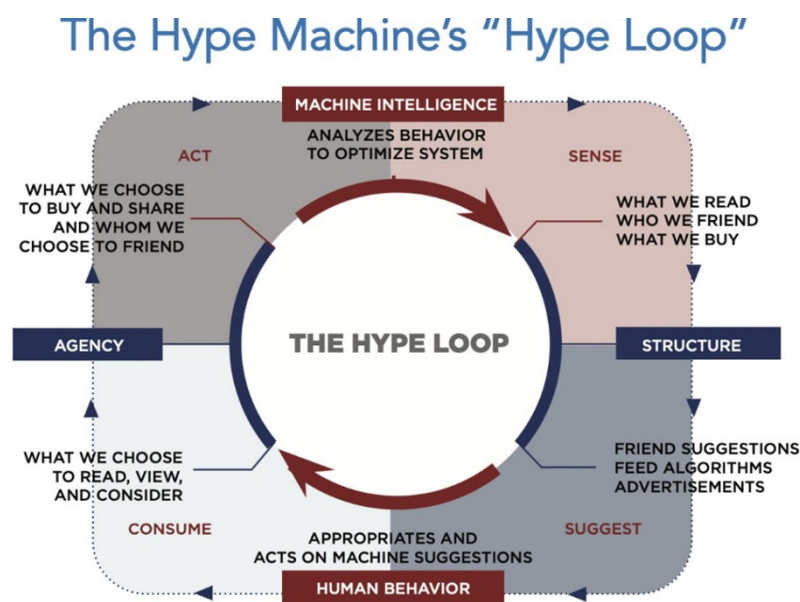 The Hype Machine's "Hype Loop"
MACHINE INTELLIGENCE
ANALYZES BEHAVIOR
TO OPTIMIZE SYSTEM
ACT
SENSE
WHAT WE CHOOSE
TO BUY AND SHARE
AND WHOM WE
CHOOSE TO FRIEND
WHAT WE READ
WHO WE FRIEND
WHAT WE BUY
AGENCY
THE HYPE LOOP
STRUCTURE
WHAT WE CHOOSE
TO READ, VIEW,
AND CONSIDER
FRIEND SUGGESTIONS
FEED ALGORITHMS
ADVERTISEMENTS
CONSUME
SUGGEST
APPROPRIATES AND
ACTS ON MACHINE SUGGESTIONS
HUMAN BEHAVIOR